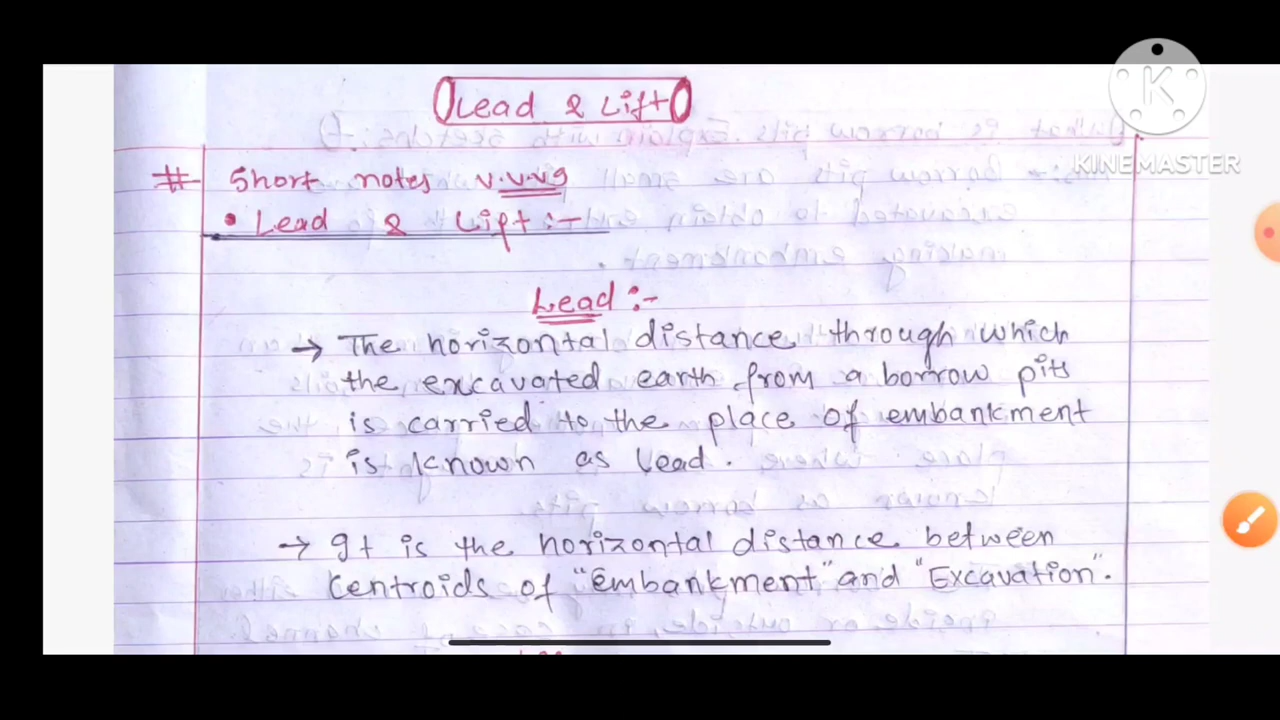 Lead & Lift
KINEMASTER
# Short notes v.v.v9
• Lead & Lift :-
Lead :-
→ The horizontal distance through which
the excavated earth from a borrow pits
is carried to the place of embankment
is known as lead.
→ It is the horizontal distance between
Centroids of "Embankment" and "Excavation".